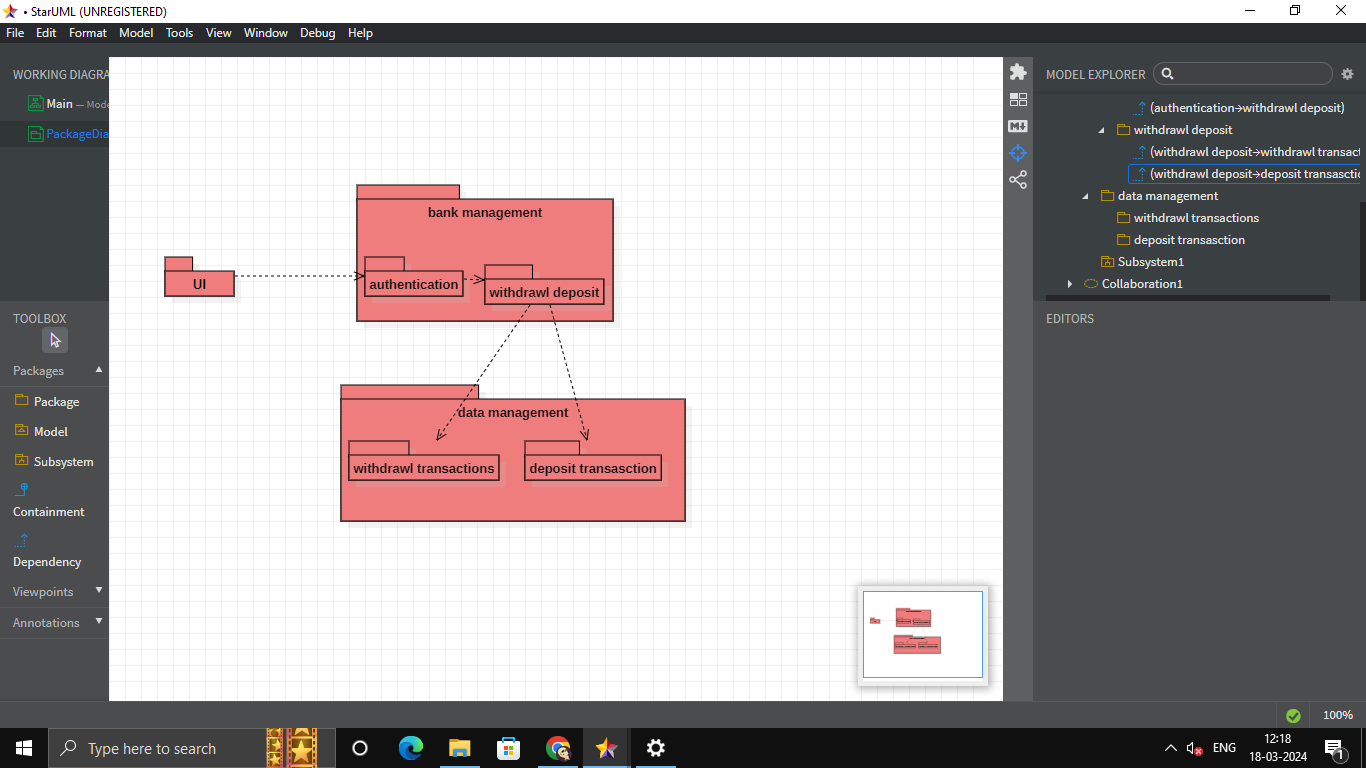 • StarUML (UNREGISTERED)
File Edit Format Model Tools View Window Debug Help
WORKING DIAGRA
Main — Mode
PackageDia
TOOLBOX
Packages
Package
Model
Subsystem
Containment
Dependency
Viewpoints
Annotations
bank management
UI
authentication
withdrawl deposit
data management
withdrawl transactions
deposit transasction
M↓
MODEL EXPLORER
(authentication→withdrawl deposit)
withdrawl deposit
(withdrawl deposit→withdrawl transact
(withdrawl deposit→deposit transasctio
data management
withdrawl transactions
deposit transasction
Subsystem1
Collaboration1
EDITORS
100%
Type here to search
ENG
12:18
18-03-2024
1